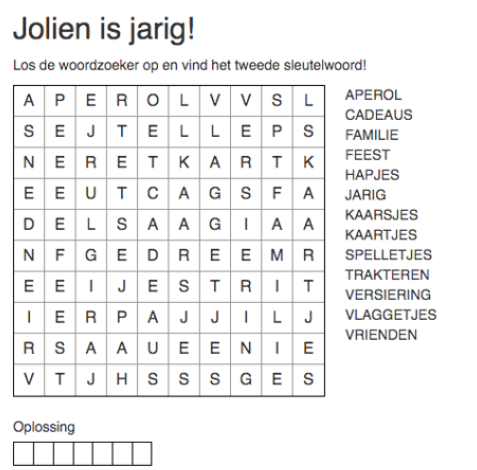 Jolien is jarig!
Los de woordzoeker op en vind het tweede sleutelwoord!
A P E R O L V V S L
S E J T E L L E P S
N E R E T K A R T K
E E U T C A G S F A
D E L S A A G I A A
N F G E D R E E M R
E E I J E S T R I T
I E R P A J J I L J
R S A A U E E N I E
V T J H S S S G E S
APEROL
CADEAUS
FAMILIE
FEEST
HAPJES
JARIG
KAARSJES
KAARTJES
SPELLETJES
TRAKTEREN
VERSIERING
VLAGGETJES
VRIENDEN
Oplossing